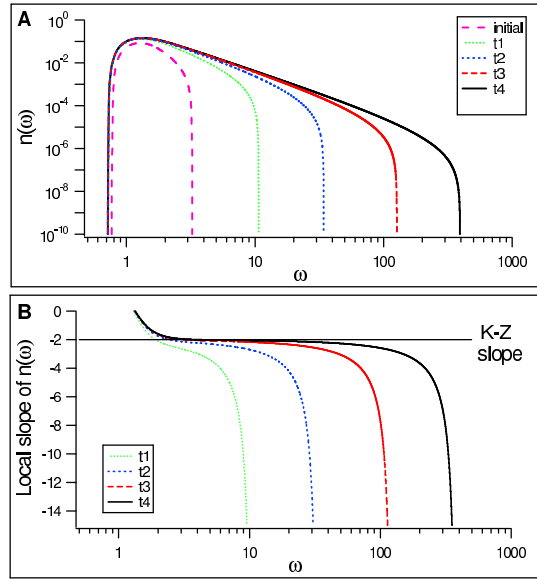 A
n(ω)
10^0
10^-2
10^-4
10^-6
10^-8
10^-10
1
10
100
1000
ω
initial
t1
t2
t3
t4
B
Local slope of n(ω)
0
-2
-4
-6
-8
-10
-12
-14
1
10
100
1000
ω
K-Z
slope
t1
t2
t3
t4